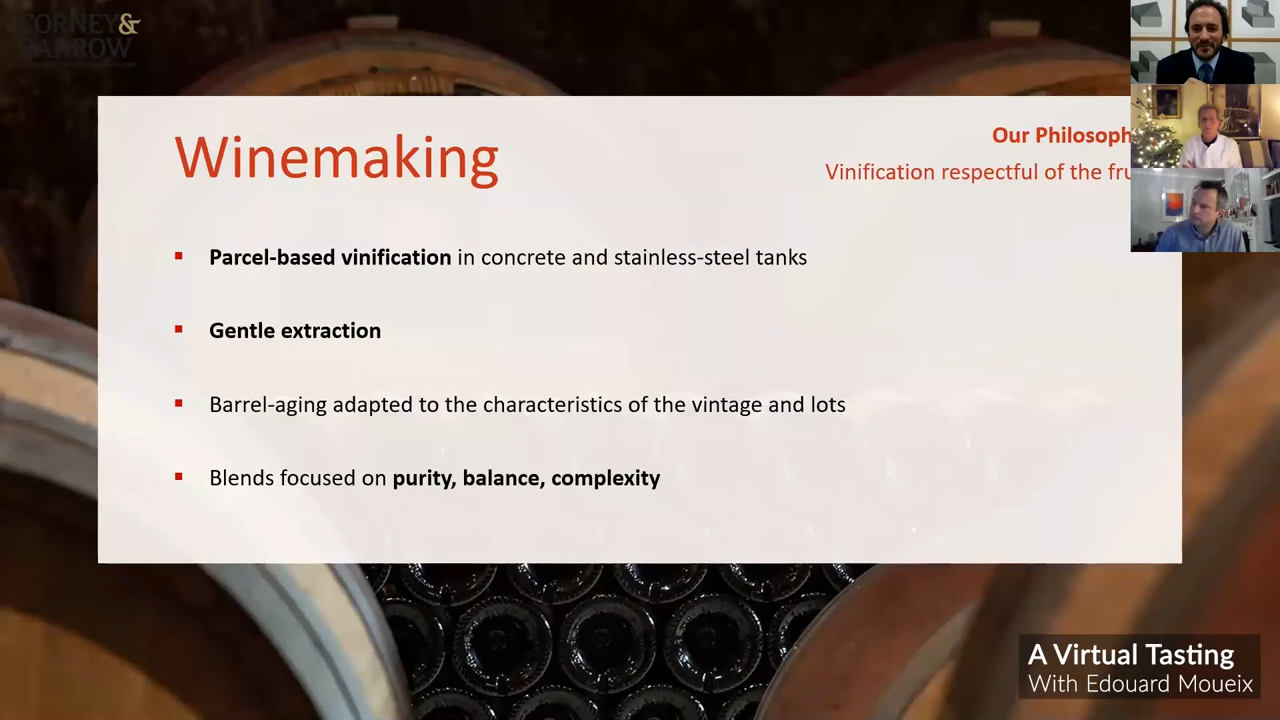 CORNEY&
BARROW
Winemaking
Our Philosoph
Vinification respectful of the fru
Parcel-based vinification in concrete and stainless-steel tanks
Gentle extraction
Barrel-aging adapted to the characteristics of the vintage and lots
Blends focused on purity, balance, complexity
A Virtual Tasting
With Edouard Moueix